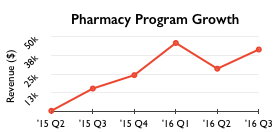 Pharmacy Program Growth
Revenue ($)
50k
38k
25k
13k
'15 Q2 '15 Q3 '15 Q4 '16 Q1 '16 Q2 '16 Q3